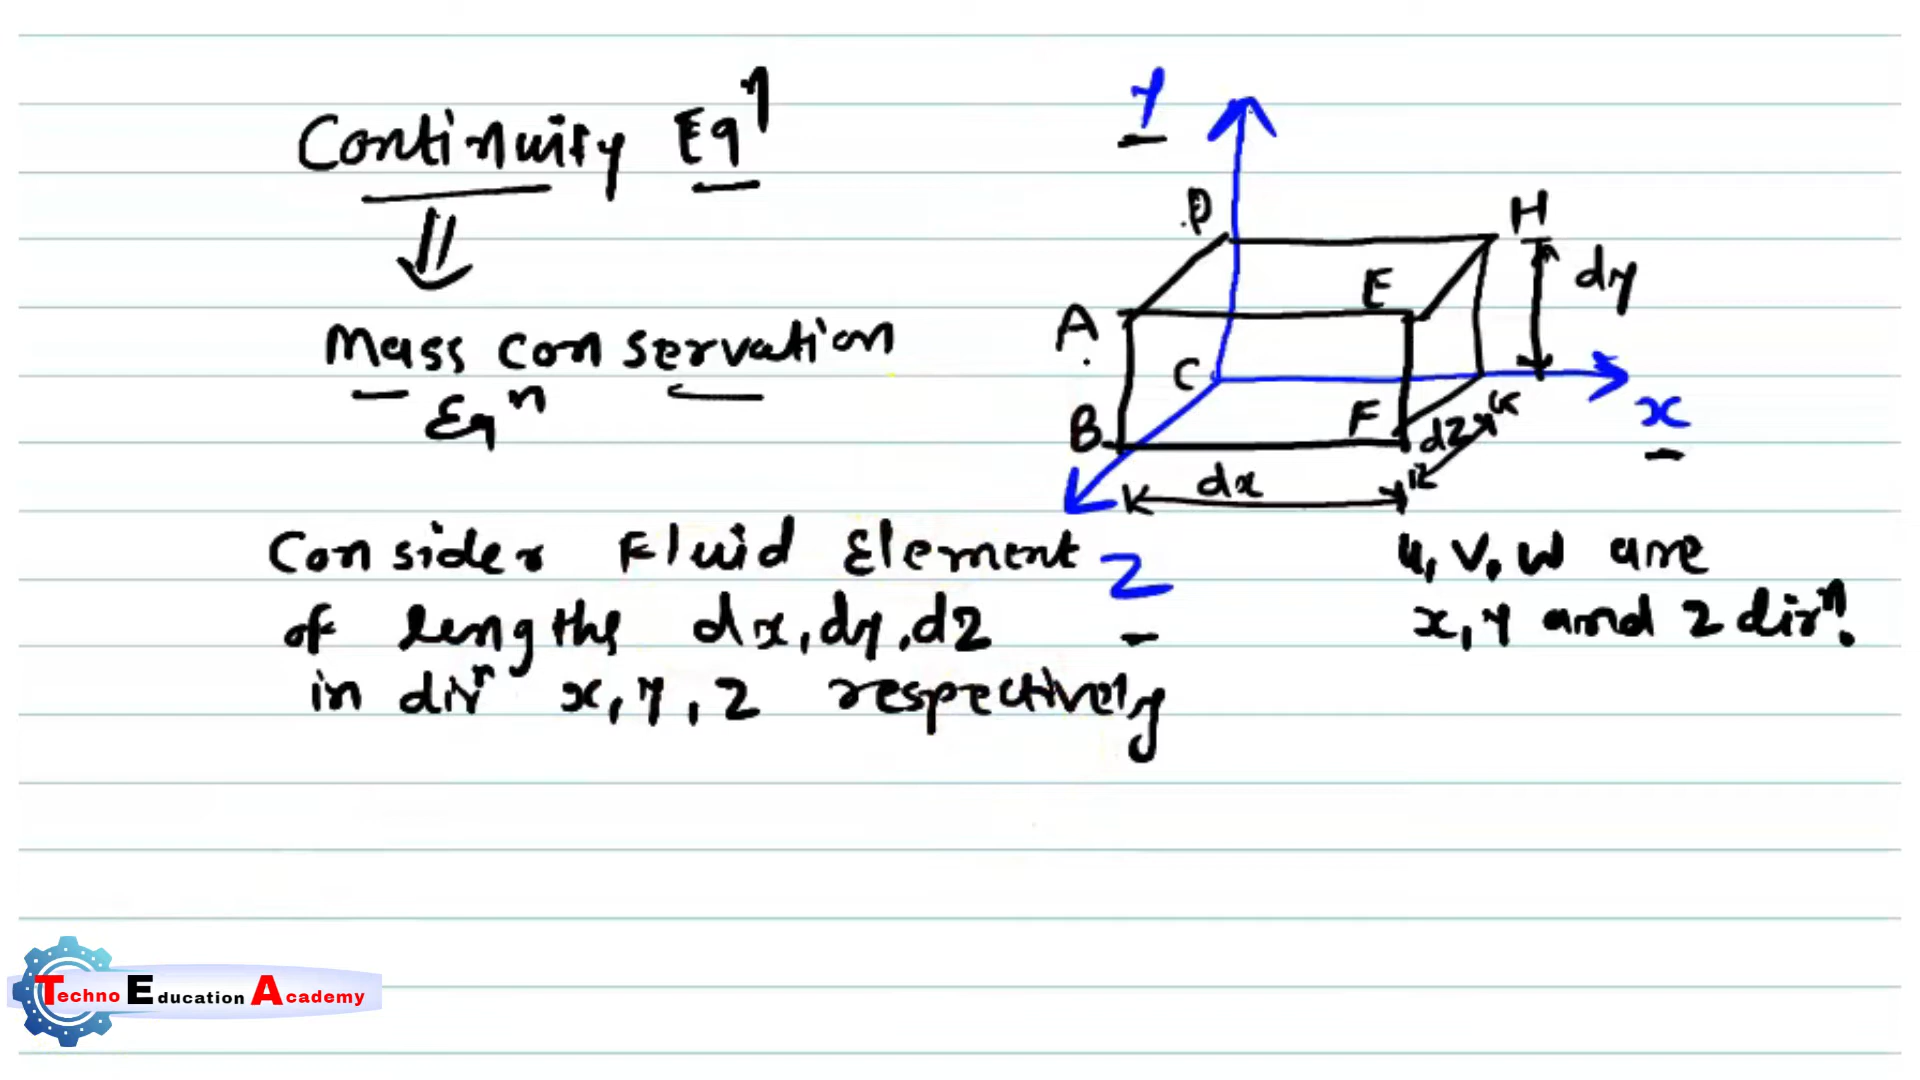 Continuity Eqⁿ
Mass conservation
Eqⁿ
Consider Fluid Element
of lengths dx, dy, dz
in dirⁿ x, y, z respectively
y
D
H
E
dy
A
C
x
B
F
G
dz
dx
z
u, v, w are
x, y and z dirⁿ.
Techno Education Academy